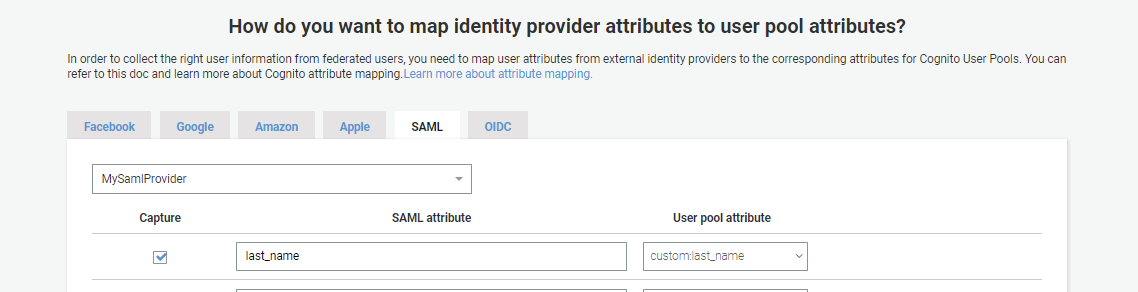 How do you want to map identity provider attributes to user pool attributes?
In order to collect the right user information from federated users, you need to map user attributes from external identity providers to the corresponding attributes for Cognito User Pools. You can
refer to this doc and learn more about Cognito attribute mapping.Learn more about attribute mapping.
Facebook Google Amazon Apple SAML OIDC
MySamlProvider
Capture SAML attribute User pool attribute
last_name custom:last_name